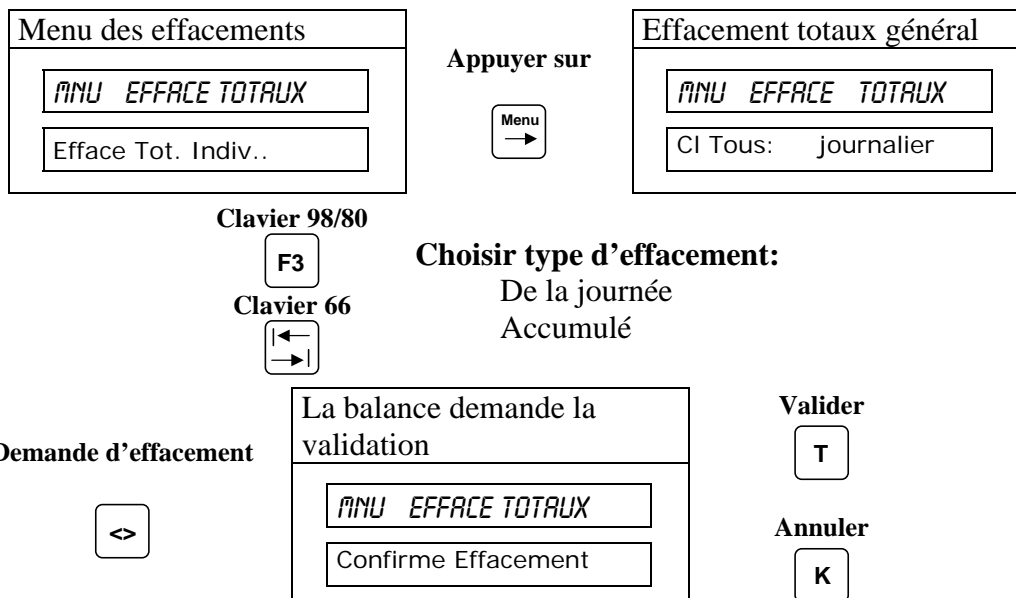 Menu des effacements
MNU EFFACE TOTAUX
Efface Tot. Indiv..
Appuyer sur
Menu
Effacement totaux général
MNU EFFACE TOTAUX
CI Tous: journalier
Clavier 98/80
F3
Clavier 66
Choisir type d’effacement:
De la journée
Accumulé
Demande d’effacement
<>
La balance demande la
validation
MNU EFFACE TOTAUX
Confirme Effacement
Valider
T
Annuler
K